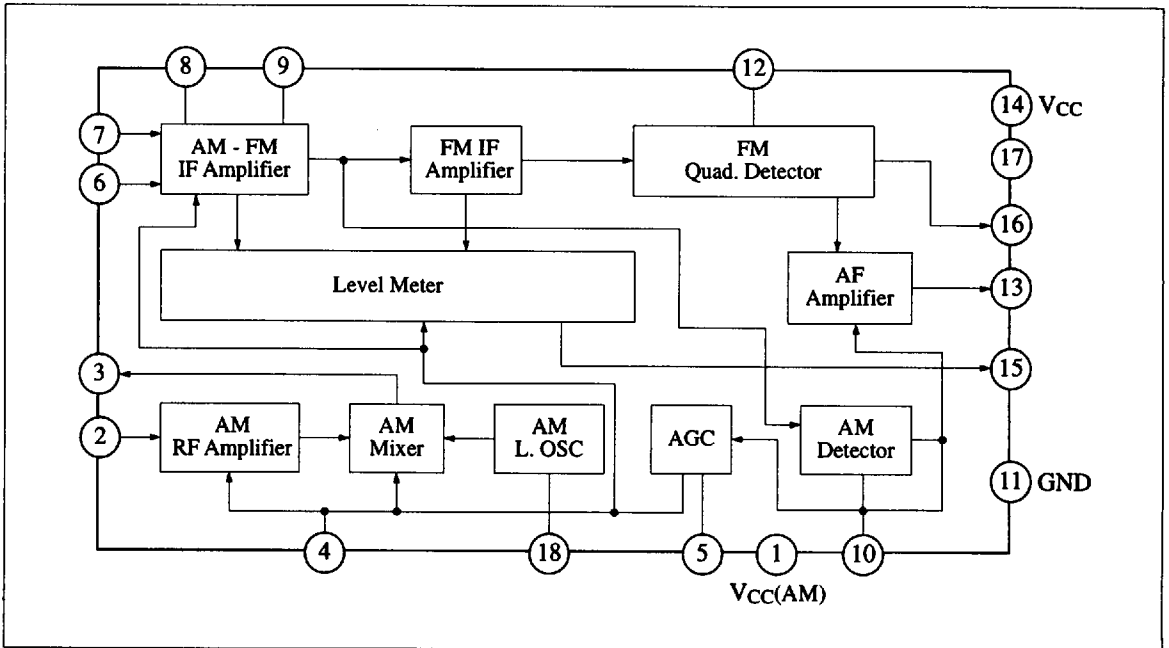 8
9
12
14 VCC
7
AM - FM
IF Amplifier
FM IF
Amplifier
FM
Quad. Detector
17
6
16
Level Meter
AF
Amplifier
13
3
15
2
AM
RF Amplifier
AM
Mixer
AM
L. OSC
AGC
AM
Detector
11 GND
4
18
5
1
10
VCC(AM)